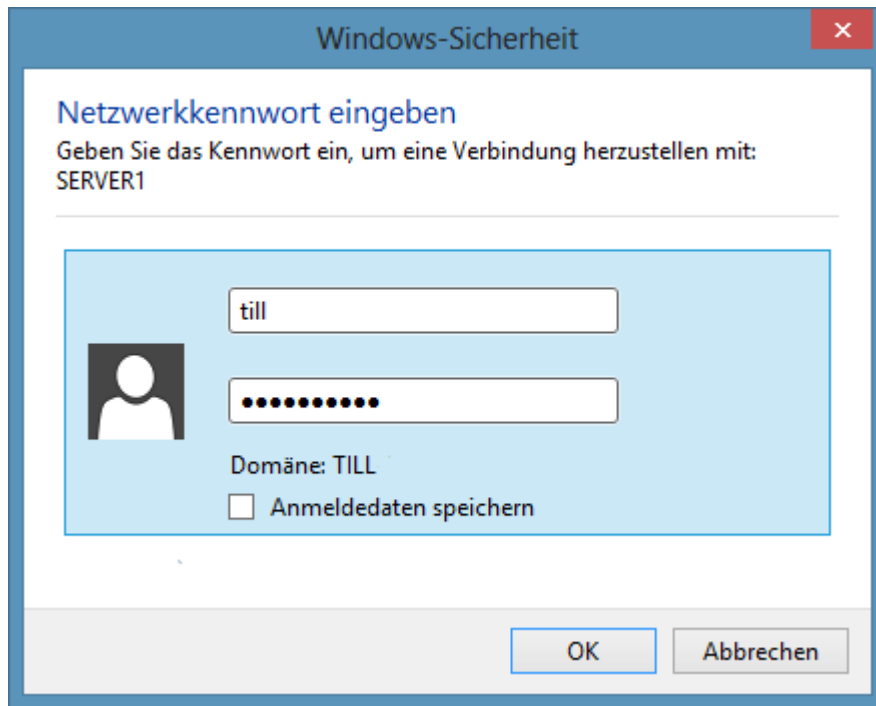 Windows-Sicherheit
Netzwerkkennwort eingeben
Geben Sie das Kennwort ein, um eine Verbindung herzustellen mit:
SERVER1
till
●●●●●●●●●●
Domäne: TILL
Anmeldedaten speichern
OK
Abbrechen